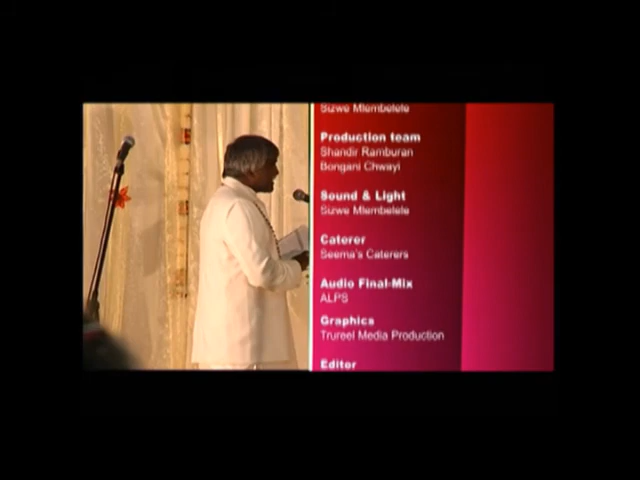 Sizwe Mlembelele
Production team
Shandir Ramburan
Bongani Chwayi
Sound & Light
Sizwe Mlembelele
Caterer
Seema's Caterers
Audio Final-Mix
ALPS
Graphics
Trureel Media Production
Editor